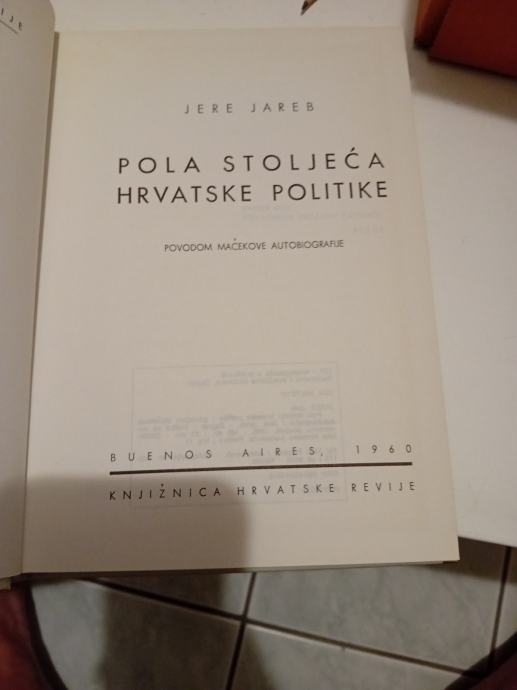 JERE JAREB
POLA STOLJEĆA
HRVATSKE POLITIKE
POVODOM MAČEKOVE AUTOBIOGRAFIJE
BUENOS AIRES, 1960
KNJIŽNICA HRVATSKE REVIJE